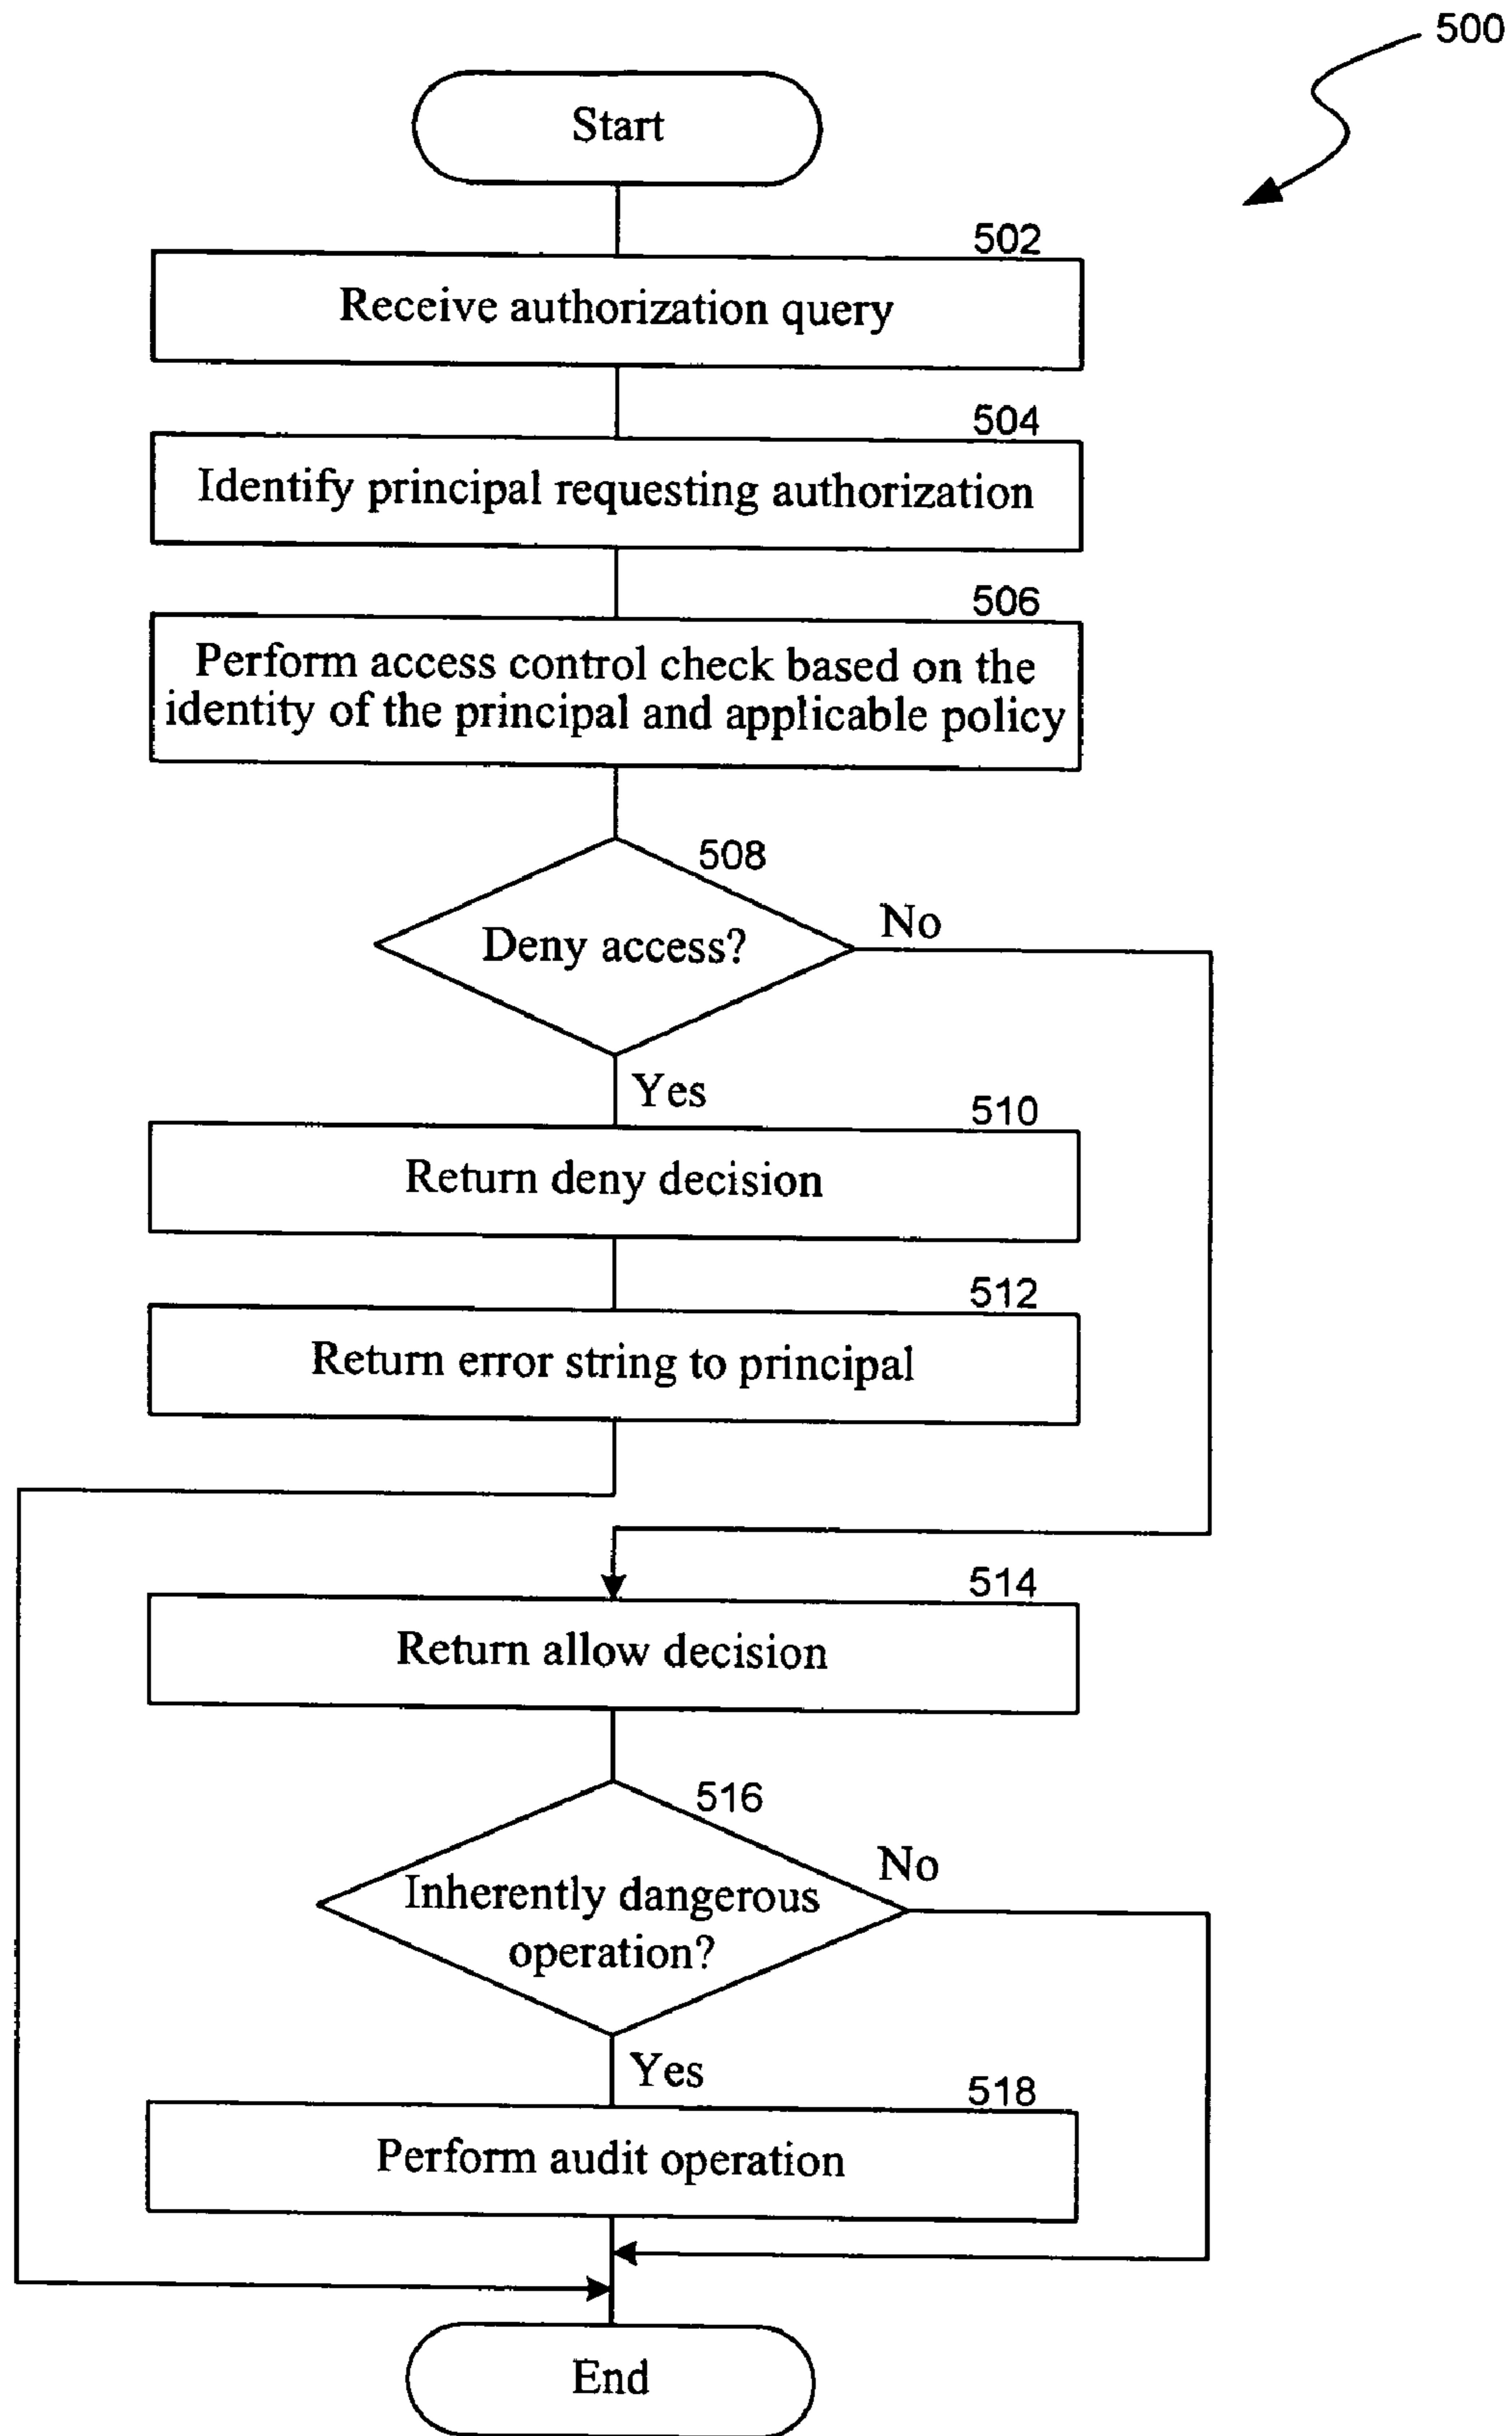 500
Start
502
Receive authorization query
504
Identify principal requesting authorization
506
Perform access control check based on the
identity of the principal and applicable policy
508
Deny access?
No
Yes
510
Return deny decision
512
Return error string to principal
514
Return allow decision
516
Inherently dangerous
operation?
No
Yes
518
Perform audit operation
End